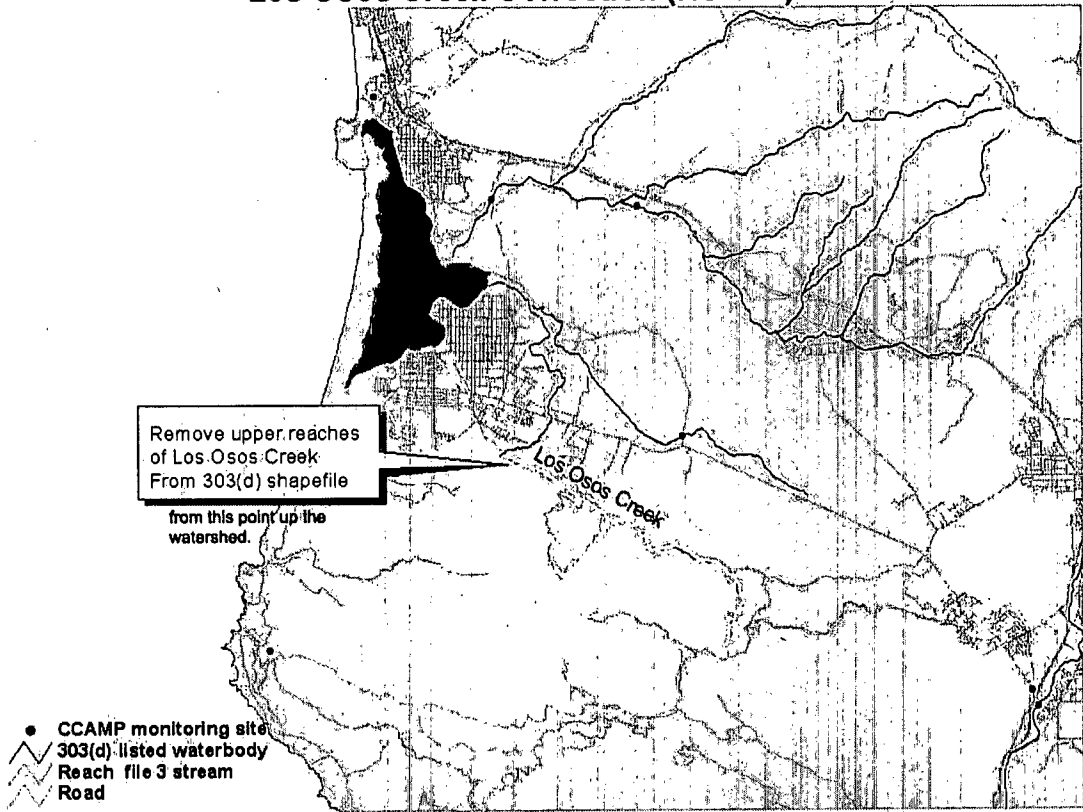 Remove upper reaches
of Los Osos Creek
From 303(d) shapefile
from this point up the
watershed.
Los Osos Creek
CCAMP monitoring site
303(d) listed waterbody
Reach file 3 stream
Road